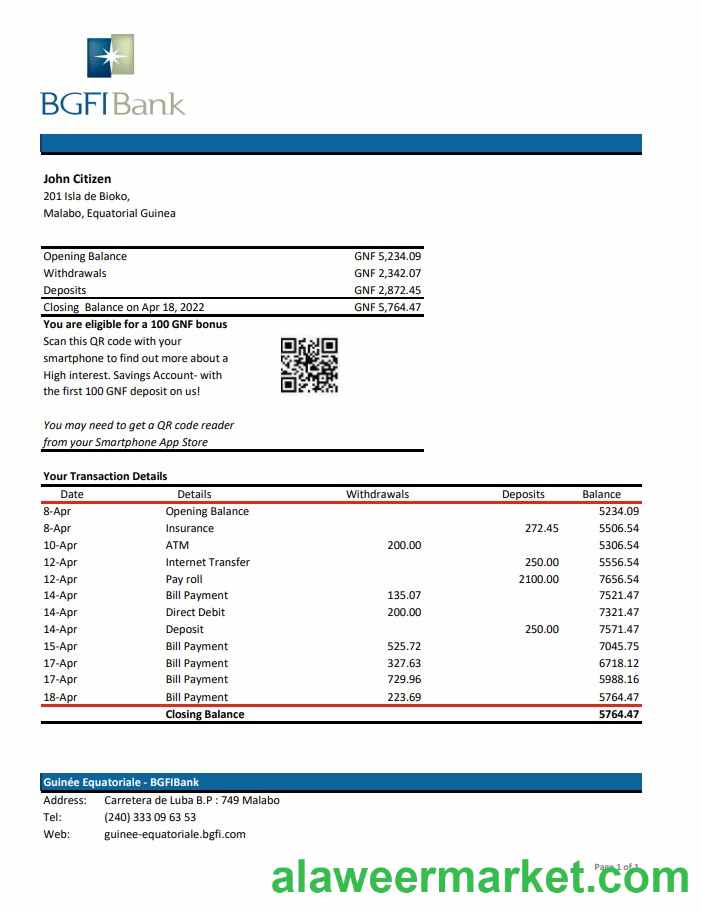 BGFIBank
John Citizen
201 Isla de Bioko,
Malabo, Equatorial Guinea
Opening Balance GNF 5,234.09
Withdrawals GNF 2,342.07
Deposits GNF 2,872.45
Closing Balance on Apr 18, 2022 GNF 5,764.47
You are eligible for a 100 GNF bonus
Scan this QR code with your
smartphone to find out more about a
High interest. Savings Account- with
the first 100 GNF deposit on us!
You may need to get a QR code reader
from your Smartphone App Store
Your Transaction Details
Date Details Withdrawals Deposits Balance
8-Apr Opening Balance 5234.09
8-Apr Insurance 272.45 5506.54
10-Apr ATM 200.00 5306.54
12-Apr Internet Transfer 250.00 5556.54
12-Apr Pay roll 2100.00 7656.54
14-Apr Bill Payment 135.07 7521.47
14-Apr Direct Debit 200.00 7321.47
14-Apr Deposit 250.00 7571.47
15-Apr Bill Payment 525.72 7045.75
17-Apr Bill Payment 327.63 6718.12
17-Apr Bill Payment 729.96 5988.16
18-Apr Bill Payment 223.69 5764.47
Closing Balance 5764.47
Guinée Equatoriale - BGFIBank
Address: Carretera de Luba B.P : 749 Malabo
Tel: (240) 333 09 63 53
Web: guinee-equatoriale.bgfi.com
Page 1 of 1
alaweermarket.com